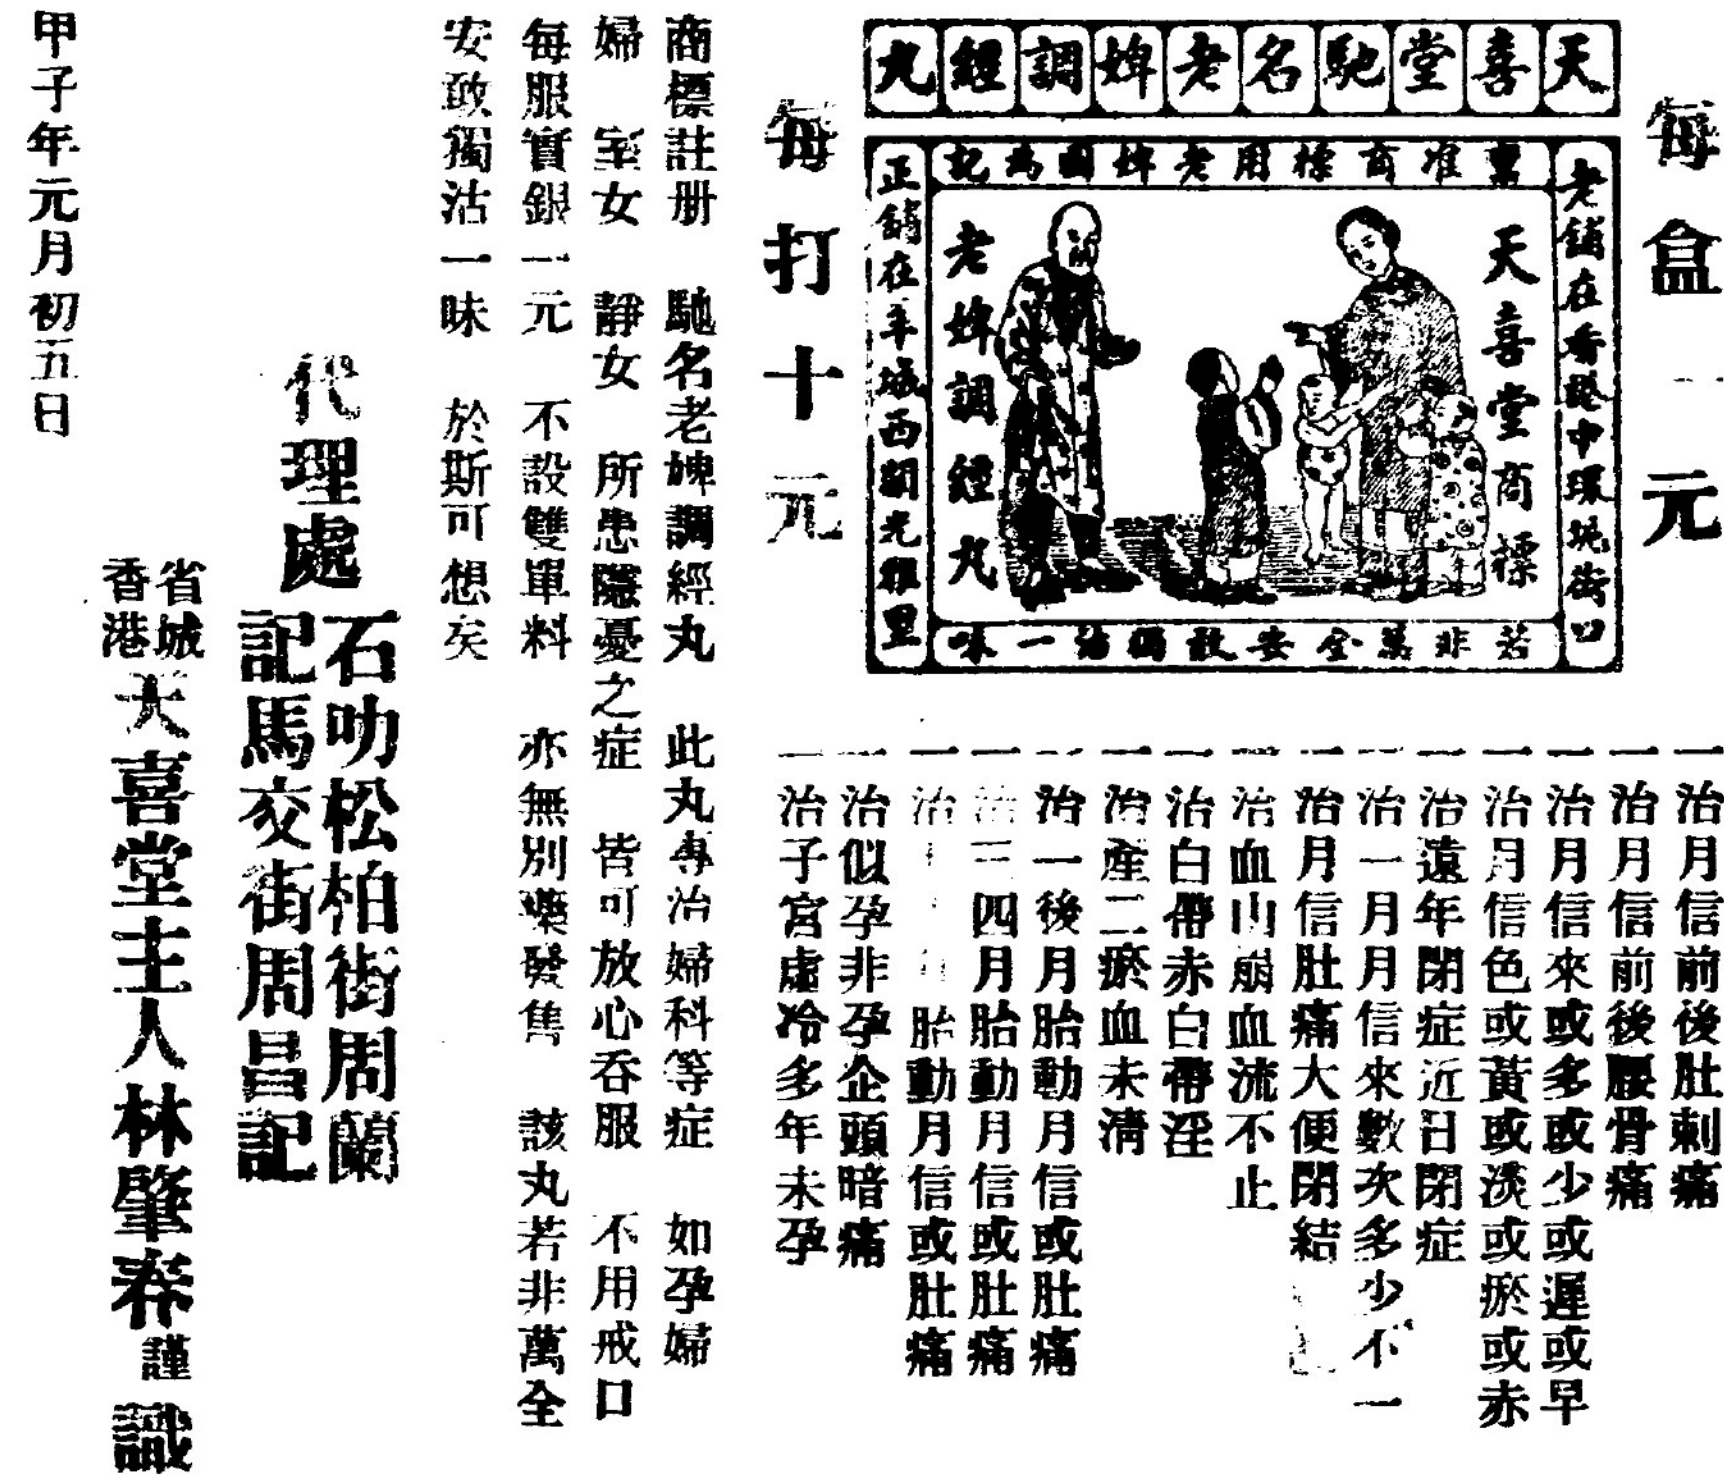 每盒一元
天喜堂馳名老婢調經丸
稟准商標用老婢圖為記
老舖在香港中環坑街口
天喜堂商標
老婢調經丸
正舖在羊城西關光雅里
若非萬全安敢獨沽一味
每打十元
一治月信前後肚刺痛
一治月信前後腰骨痛
一治月信來或多或少或遲或早
一治月信色或黃或淡或瘀或赤
一治遠年閉症近日閉症
一治一月月信來數次多少不一
一治月信肚痛大便閉結
一治血山崩血流不止
一治白帶赤白帶淫
一治產二瘀血未清
一治一後月胎動月信或肚痛
一治三四月胎動月信或肚痛
一治 胎動月信或肚痛
一治似孕非孕企頭暗痛
一治子宮虛冷多年未孕
商標註册 馳名老婢調經丸 此丸專治婦科等症 如孕婦
婦 室女 靜女 所患隱憂之症 皆可放心吞服 不用戒口
每服實銀一元 不設雙單料 亦無別藥發售 該丸若非萬全
安敢獨沽一味 於斯可想矣
代理處
石叻松柏街周蘭
記馬交街周昌記
省城
香港
天喜堂主人林肇春謹識
甲子年元月初五日